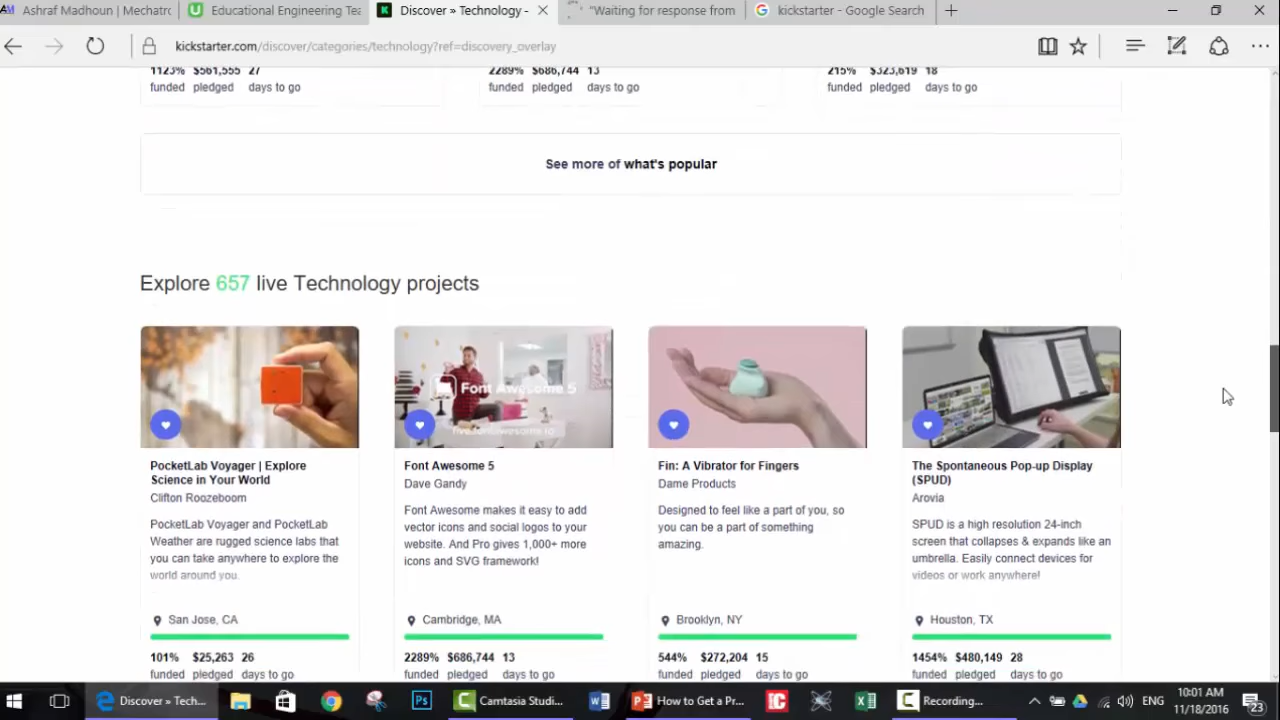 Ashraf Madhoun | Mechatro
Educational Engineering Tea
Discover » Technology -
"Waiting for response from
kickstarter - Google Search
kickstarter.com/discover/categories/technology?ref=discovery_overlay
1123% $561,555 27
funded pledged days to go
2289% $686,744 13
funded pledged days to go
215% $323,619 18
funded pledged days to go
See more of what's popular
Explore 657 live Technology projects
Font Awesome 5
PocketLab Voyager | Explore
Science in Your World
Clifton Roozeboom
PocketLab Voyager and PocketLab
Weather are rugged science labs that
you can take anywhere to explore the
world around you.
San Jose, CA
101% $25,263 26
funded pledged days to go
Font Awesome 5
Dave Gandy
Font Awesome makes it easy to add
vector icons and social logos to your
website. And Pro gives 1,000+ more
icons and SVG framework!
Cambridge, MA
2289% $686,744 13
funded pledged days to go
Fin: A Vibrator for Fingers
Dame Products
Designed to feel like a part of you, so
you can be a part of something
amazing.
Brooklyn, NY
544% $272,204 15
funded pledged days to go
The Spontaneous Pop-up Display
(SPUD)
Arovia
SPUD is a high resolution 24-inch
screen that collapses & expands like an
umbrella. Easily connect devices for
videos or work anywhere!
Houston, TX
1454% $480,149 28
funded pledged days to go
Discover » Tech...
Camtasia Studi...
How to Get a Pr...
Recording...
ENG
10:01 AM
11/18/2016
23